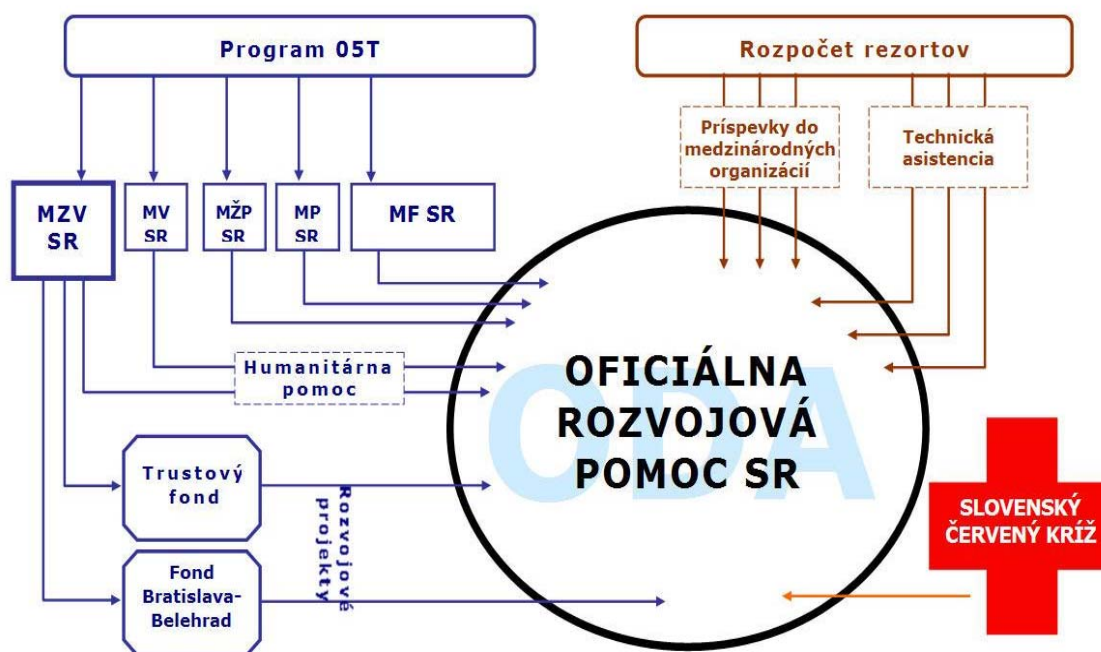 Program 05T
Rozpočet rezortov
Príspevky do
medzinárodných
organizácií
Technická
asistencia
MZV
SR
MV
SR
MŽP
SR
MP
SR
MF SR
Humanitárna
pomoc
ODA
OFICIÁLNA
ROZVOJOVÁ
POMOC SR
Trustový
fond
Rozvojové
projekty
Fond
Bratislava-
Belehrad
SLOVENSKÝ
ČERVENÝ KRÍŽ